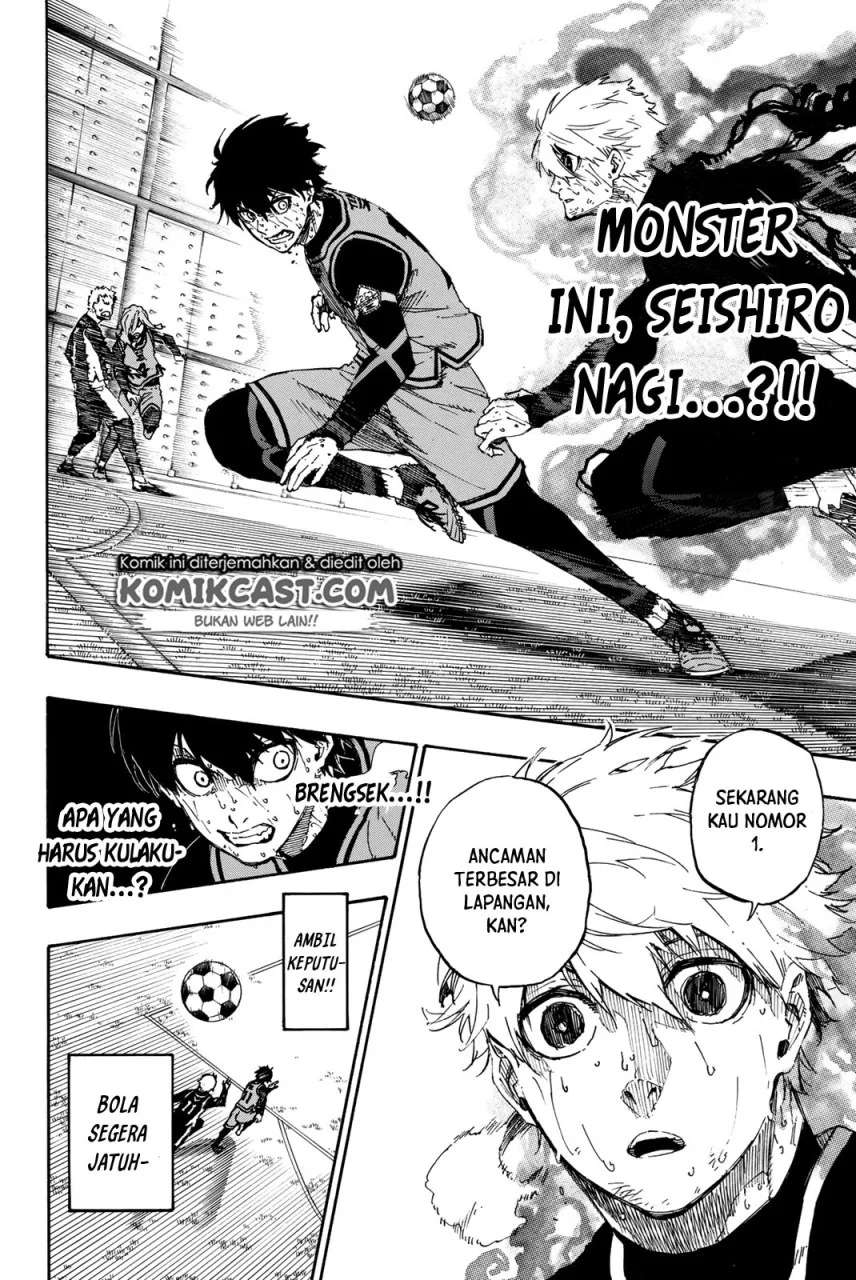 MONSTER
INI, SEISHIRO
NAGI...?!!
Komik ini diterjemahkan & diedit oleh
KOMIKCAST.COM
BUKAN WEB LAIN!!
SEKARANG
KAU NOMOR
1.
ANCAMAN
TERBESAR DI
LAPANGAN,
KAN?
BRENGSEK...!!
APA YANG
HARUS KULAKU-
KAN...?
AMBIL
KEPUTU-
SAN!!
BOLA
SEGERA
JATUH-